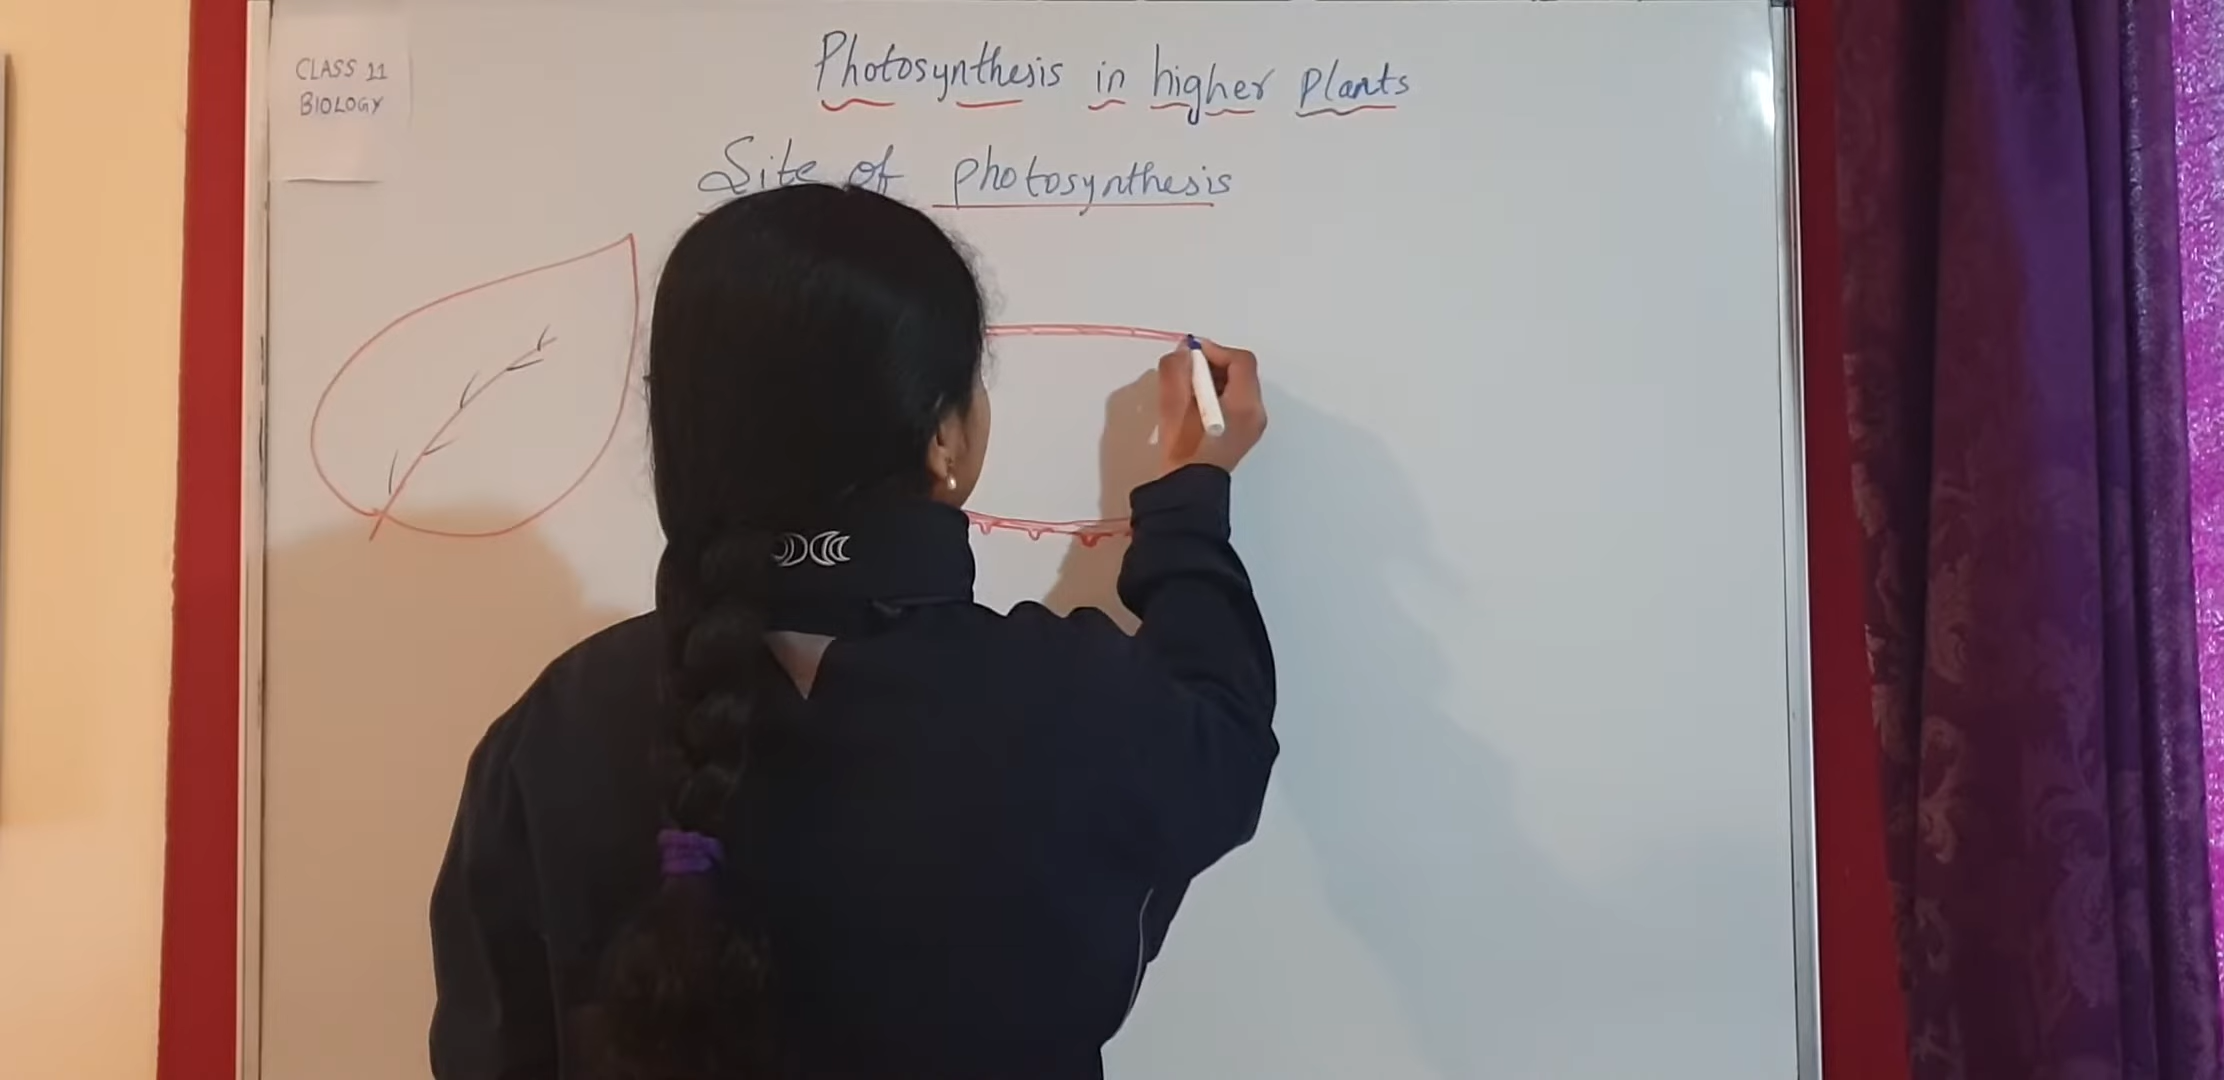 CLASS 11
BIOLOGY
Photosynthesis in higher Plants
Site of photosynthesis